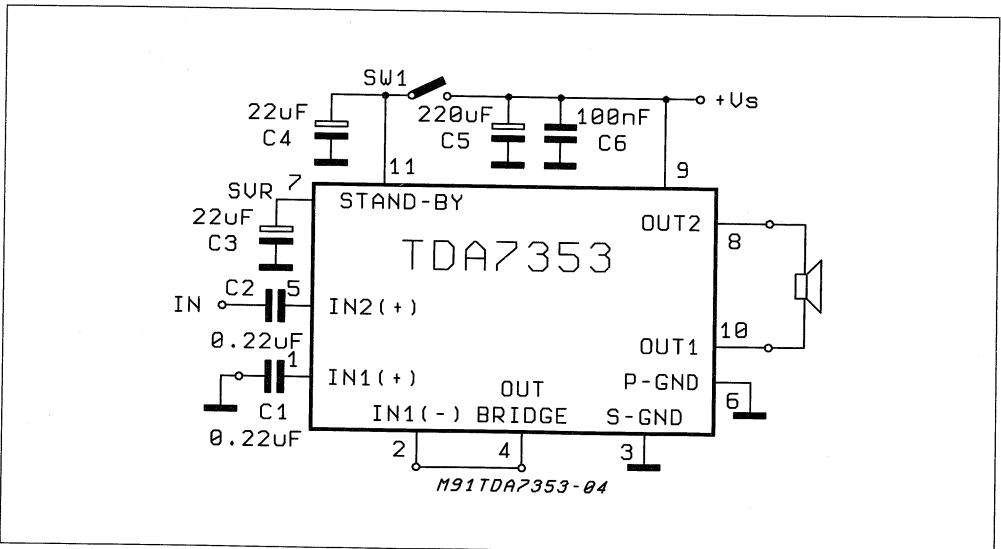 SW1
+Vs
22uF
C4
220uF
C5
100nF
C6
11
9
SVR
7
STAND-BY
22uF
C3
TDA7353
OUT2
8
IN
C2
5
IN2(+)
0.22uF
1
IN1(+)
C1
0.22uF
10
OUT1
P-GND
6
OUT
BRIDGE
IN1(-)
S-GND
2
4
3
M91TDA7353-04